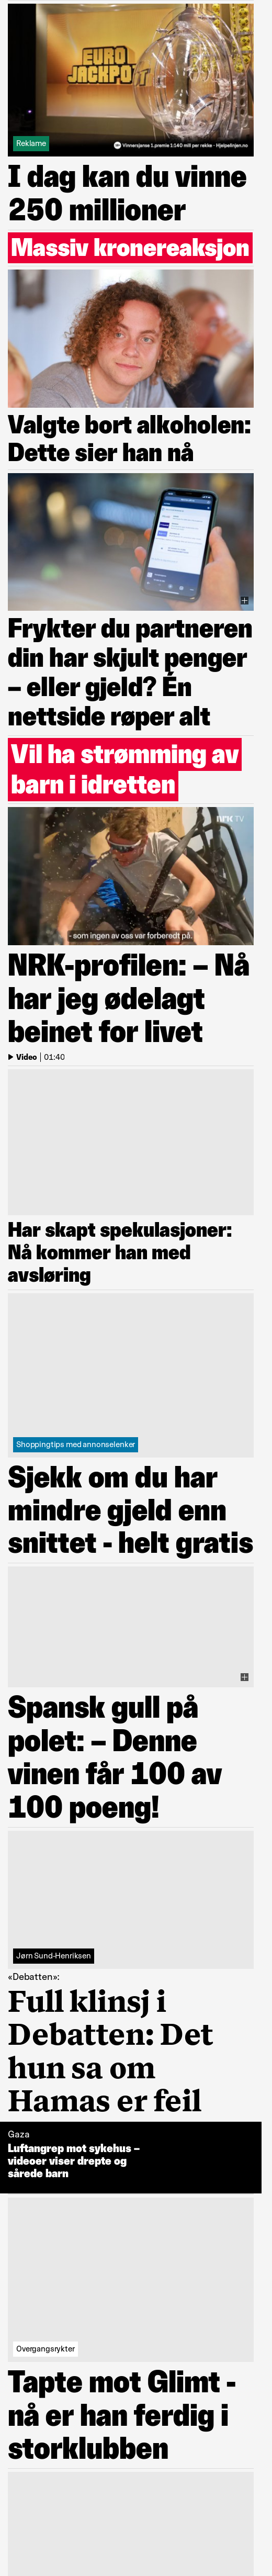 EURO
JACKPOT
Reklame
Vinnersjanse 1.premie 1:140 mill per rekke - Hjelpelinjen.no
I dag kan du vinne
250 millioner
Massiv kronereaksjon
Valgte bort alkoholen:
Dette sier han nå
Frykter du partneren
din har skjult penger
– eller gjeld? Én
nettside røper alt
Vil ha strømming av
barn i idretten
NRK TV
- som ingen av oss var forberedt på. -
NRK-profilen: – Nå
har jeg ødelagt
beinet for livet
Video | 01:40
Har skapt spekulasjoner:
Nå kommer han med
avsløring
Shoppingtips med annonselenker
Sjekk om du har
mindre gjeld enn
snittet - helt gratis
Spansk gull på
polet: – Denne
vinen får 100 av
100 poeng!
Jørn Sund-Henriksen
«Debatten»:
Full klinsj i
Debatten: Det
hun sa om
Hamas er feil
Gaza
Luftangrep mot sykehus –
videoer viser drepte og
sårede barn
Overgangsrykter
Tapte mot Glimt -
nå er han ferdig i
storklubben